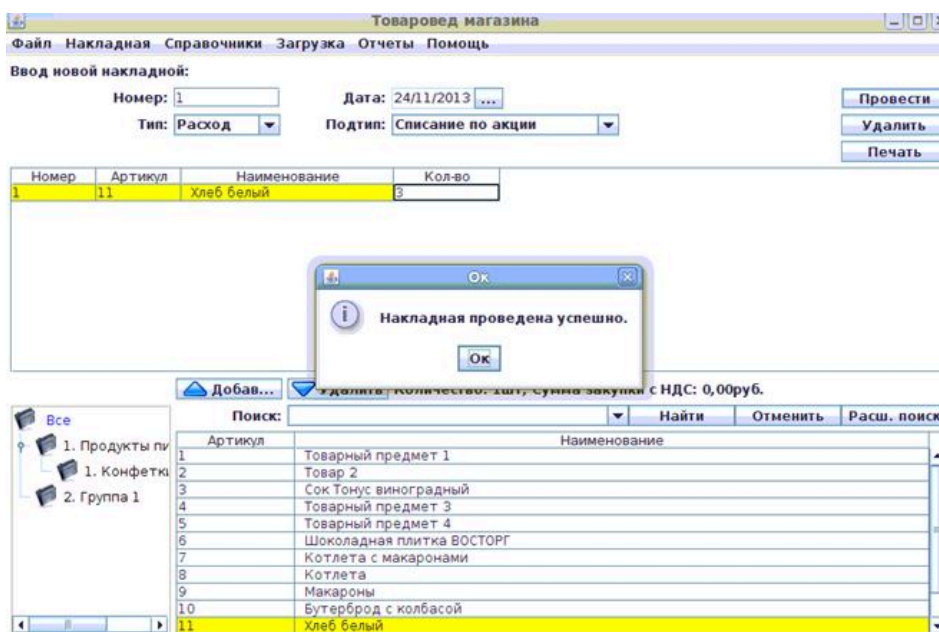 Товаровед магазина
Файл Накладная Справочники Загрузка Отчеты Помощь
Ввод новой накладной:
Номер: 1 Дата: 24/11/2013 ... Провести
Тип: Расход Подтип: Списание по акции Удалить
Печать
Номер Артикул Наименование Кол-во
1 11 Хлеб белый 3
Ок
Накладная проведена успешно.
Ок
Добав... Удалить Количество: 1шт, Сумма закупки с НДС: 0,00руб.
Все Поиск: Найти Отменить Расш. поиск
1. Продукты пи
1. Конфетки
2. Группа 1
Артикул Наименование
1 Товарный предмет 1
2 Товар 2
3 Сок Тонус виноградный
4 Товарный предмет 3
5 Товарный предмет 4
6 Шоколадная плитка ВОСТОРГ
7 Котлета с макаронами
8 Котлета
9 Макароны
10 Бутерброд с колбасой
11 Хлеб белый